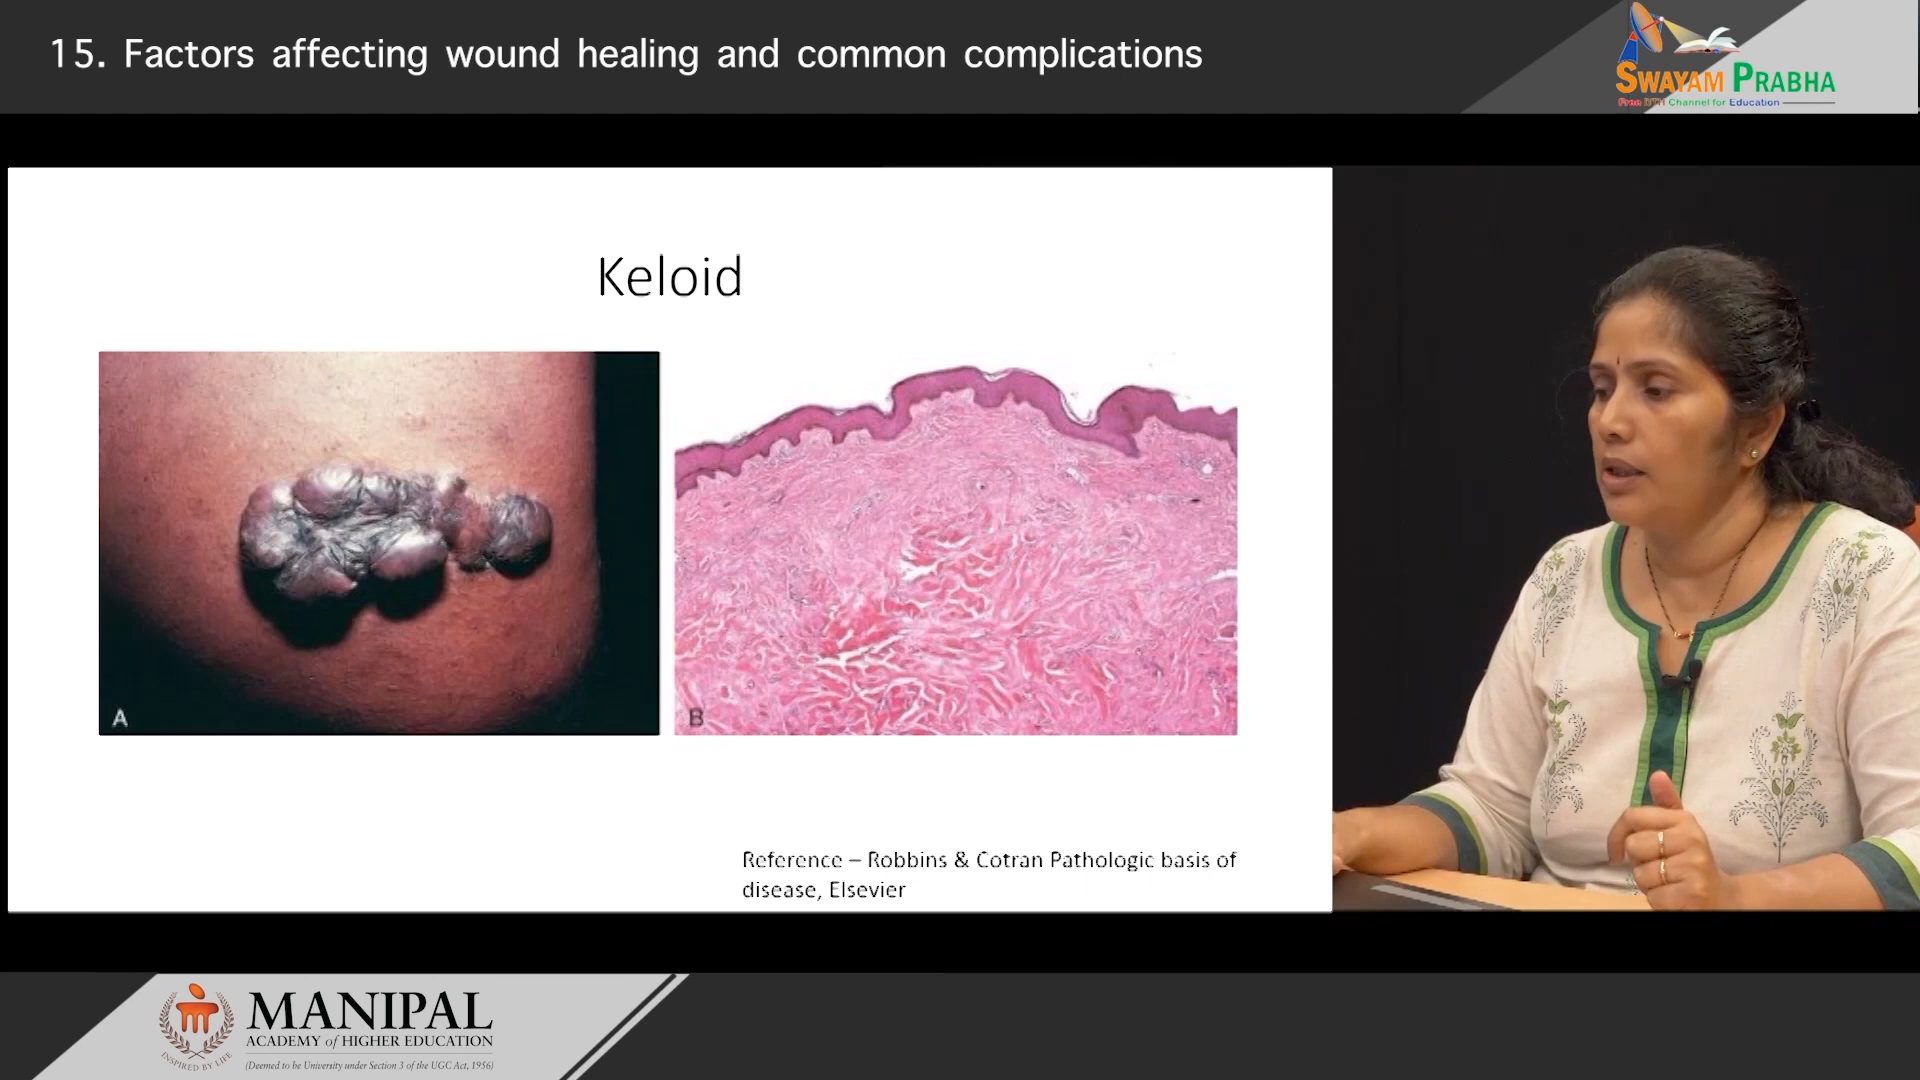 15. Factors affecting wound healing and common complications
SWAYAM PRABHA
Free DTH Channel for Education
Keloid
A
B
Reference – Robbins & Cotran Pathologic basis of
disease, Elsevier
INSPIRED BY LIFE
MANIPAL
ACADEMY of HIGHER EDUCATION
(Deemed to be University under Section 3 of the UGC Act, 1956)